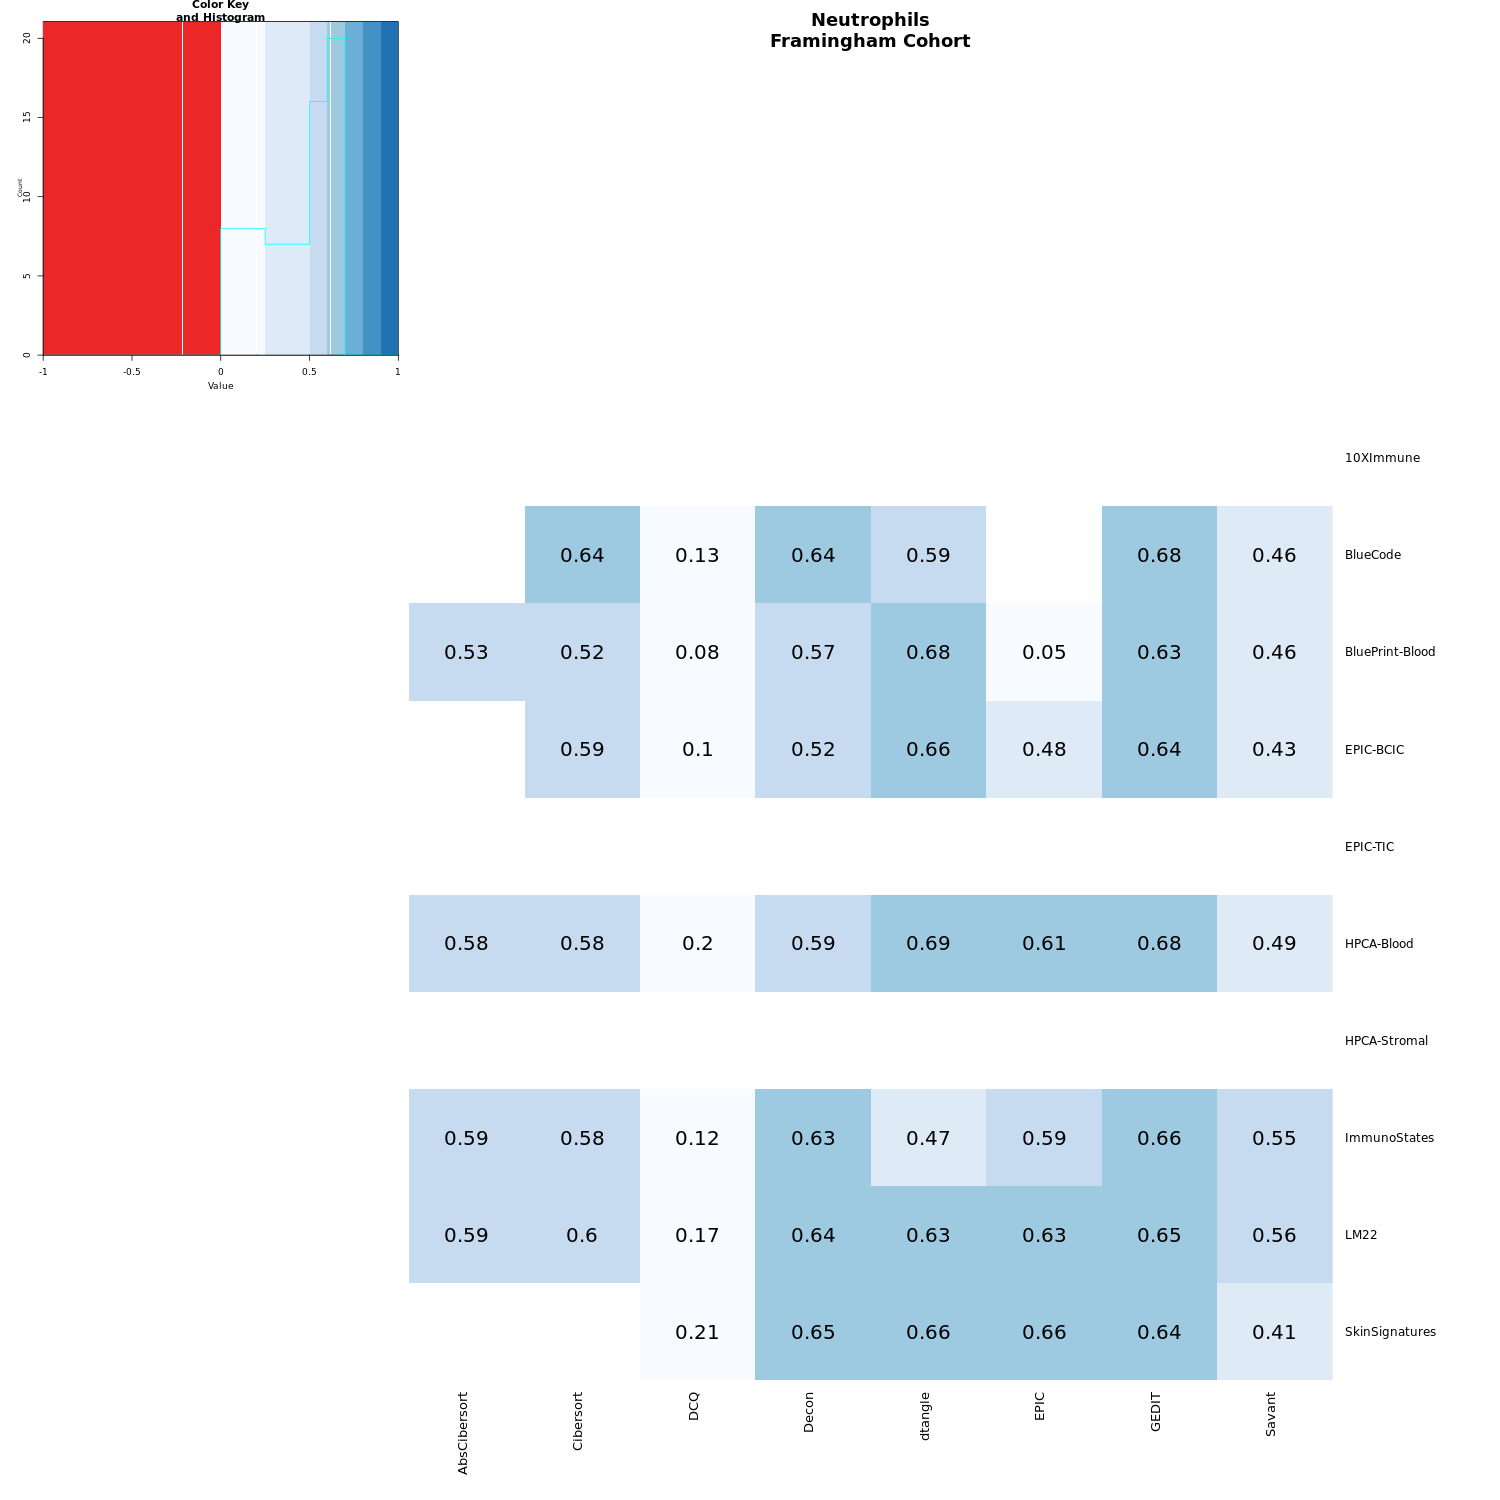 Color Key
and Histogram
Neutrophils
Framingham Cohort
Count
20
15
10
5
0
-1 -0.5 0 0.5 1
Value
10XImmune
0.64 0.13 0.64 0.59 0.68 0.46 BlueCode
0.53 0.52 0.08 0.57 0.68 0.05 0.63 0.46 BluePrint-Blood
0.59 0.1 0.52 0.66 0.48 0.64 0.43 EPIC-BCIC
EPIC-TIC
0.58 0.58 0.2 0.59 0.69 0.61 0.68 0.49 HPCA-Blood
HPCA-Stromal
0.59 0.58 0.12 0.63 0.47 0.59 0.66 0.55 ImmunoStates
0.59 0.6 0.17 0.64 0.63 0.63 0.65 0.56 LM22
0.21 0.65 0.66 0.66 0.64 0.41 SkinSignatures
AbsCibersort
Cibersort
DCQ
Decon
dtangle
EPIC
GEDIT
Savant